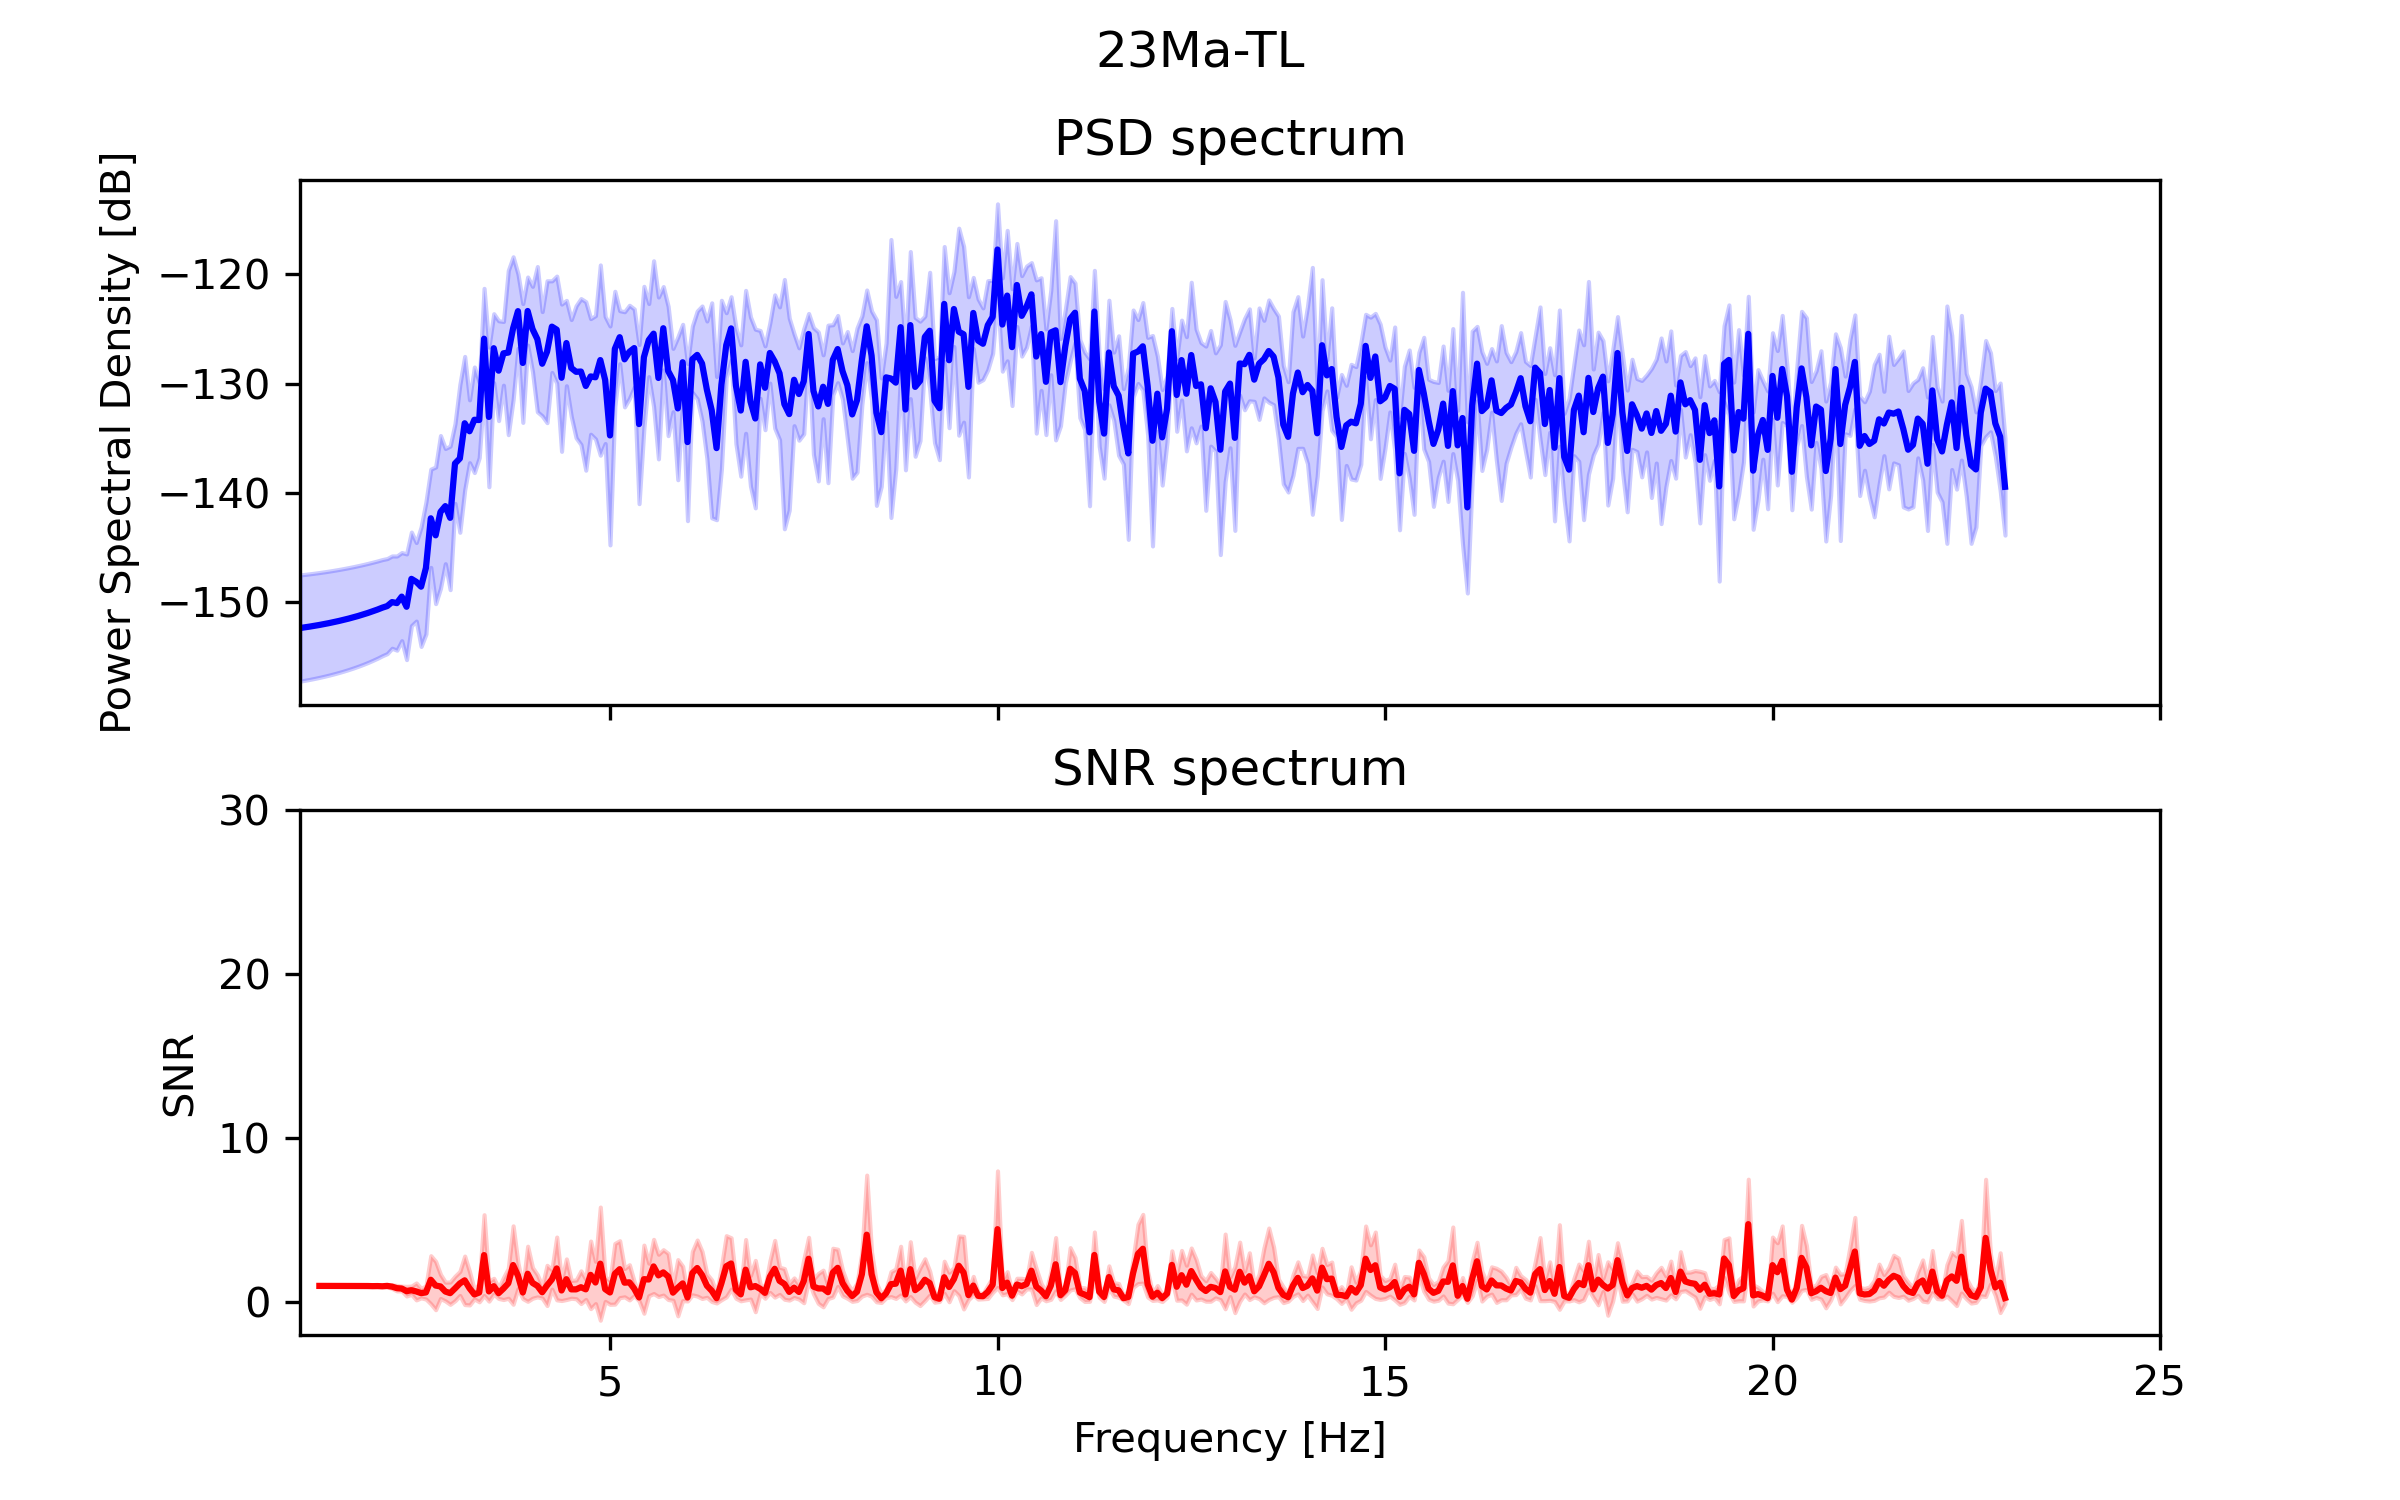 23Ma-TL
PSD spectrum
Power Spectral Density [dB]
−120
−130
−140
−150
SNR spectrum
SNR
30
20
10
0
5
10
15
20
25
Frequency [Hz]